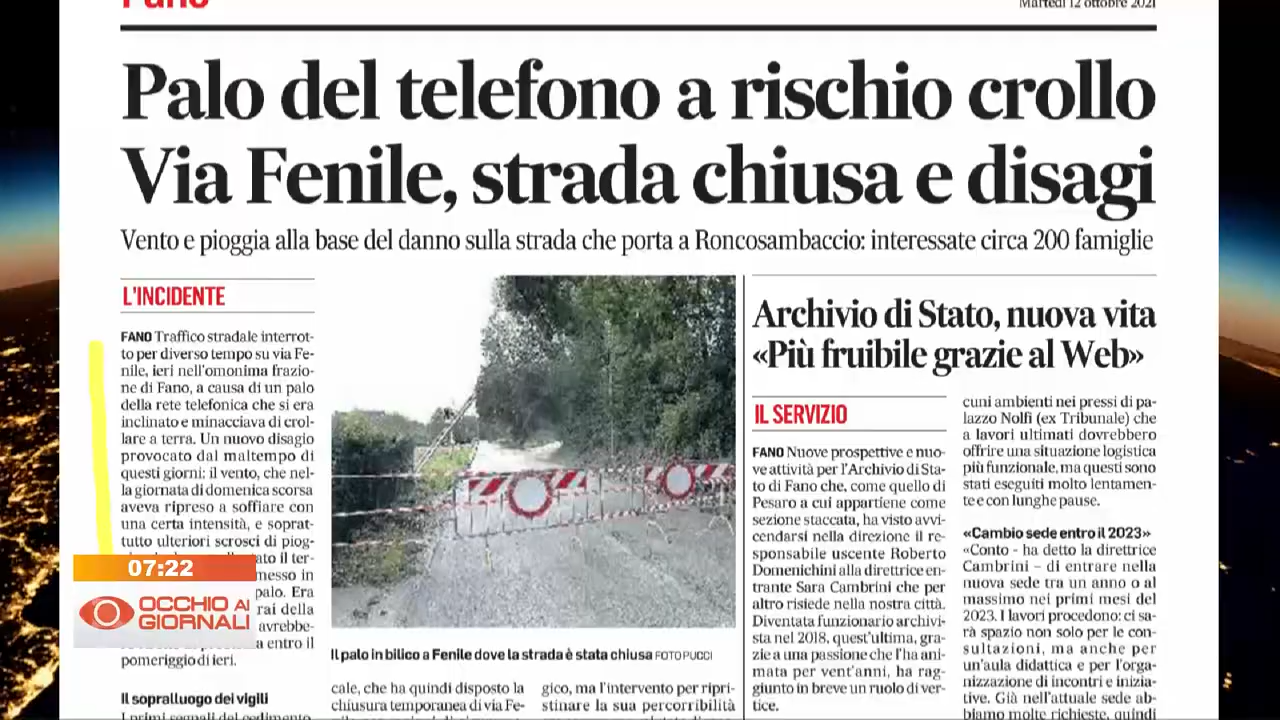 Fano
Martedì 12 ottobre 2021
Palo del telefono a rischio crollo
Via Fenile, strada chiusa e disagi
Vento e pioggia alla base del danno sulla strada che porta a Roncosambaccio: interessate circa 200 famiglie
L'INCIDENTE
FANO Traffico stradale interrot-
to per diverso tempo su via Fe-
nile, ieri nell'omonima frazio-
ne di Fano, a causa di un palo
della rete telefonica che si era
inclinato e minacciava di crol-
lare a terra. Un nuovo disagio
provocato dal maltempo di
questi giorni: il vento, che nel-
la giornata di domenica scorsa
aveva ripreso a soffiare con
una certa intensità, e soprat-
tutto ulteriori scrosci di piog-
ato il ter-
messo in
palo. Era
rai della
avrebbe-
a entro il
pomeriggio di ieri.
Il sopralluogo dei vigili
I primi segnali del cedimento
07:22
OCCHIO AI
GIORNALI
Il palo in bilico a Fenile dove la strada è stata chiusa FOTO PUCCI
cale, che ha quindi disposto la
chiusura temporanea di via Fe-
gico, ma l'intervento per ripri-
stinare la sua percorribilità
Archivio di Stato, nuova vita
«Più fruibile grazie al Web»
IL SERVIZIO
FANO Nuove prospettive e nuo-
ve attività per l'Archivio di Sta-
to di Fano che, come quello di
Pesaro a cui appartiene come
sezione staccata, ha visto avvi-
cendarsi nella direzione il re-
sponsabile uscente Roberto
Domenichini alla direttrice en-
trante Sara Cambrini che per
altro risiede nella nostra città.
Diventata funzionario archivi-
sta nel 2018, quest'ultima, gra-
zie a una passione che l'ha ani-
mata per vent'anni, ha rag-
giunto in breve un ruolo di ver-
tice.
cuni ambienti nei pressi di pa-
lazzo Nolfi (ex Tribunale) che
a lavori ultimati dovrebbero
offrire una situazione logistica
più funzionale, ma questi sono
stati eseguiti molto lentamen-
te e con lunghe pause.
«Cambio sede entro il 2023»
«Conto - ha detto la direttrice
Cambrini - di entrare nella
nuova sede tra un anno o al
massimo nei primi mesi del
2023. I lavori procedono: ci sa-
rà spazio non solo per le con-
sultazioni, ma anche per
un'aula didattica e per l'orga-
nizzazione di incontri e inizia-
tive. Già nell'attuale sede ab-
biamo molte richieste, quindi